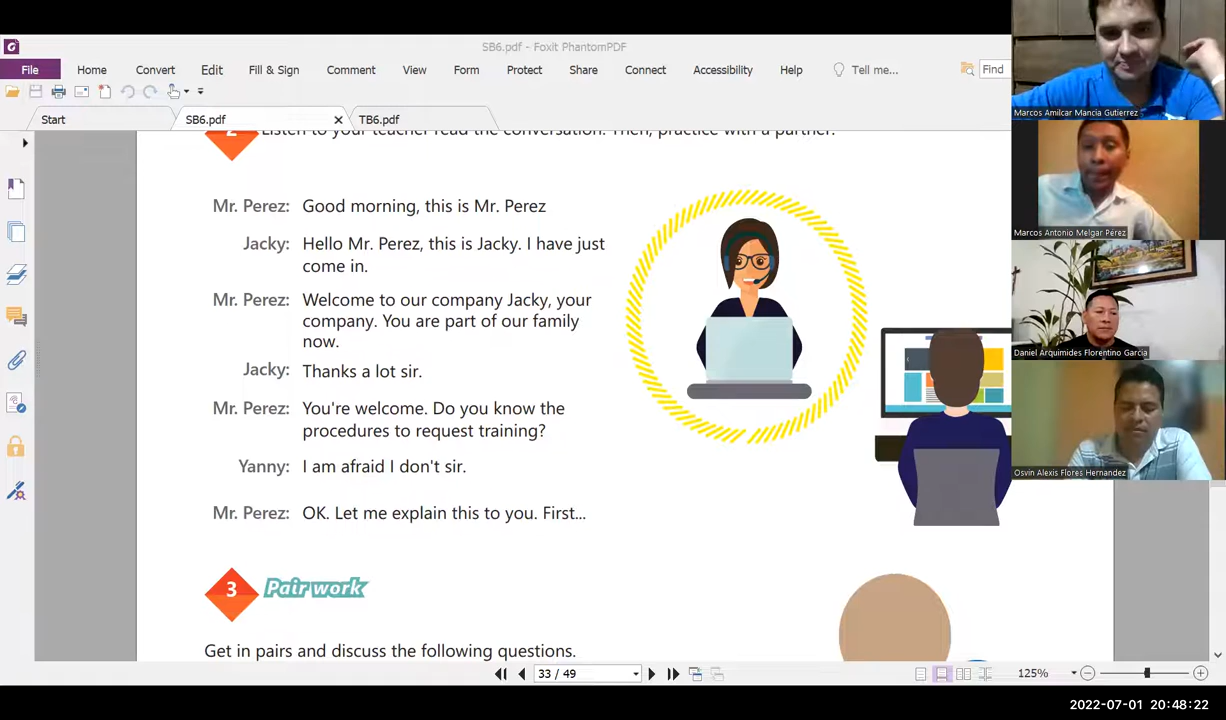 SB6.pdf - Foxit PhantomPDF
File Home Convert Edit Fill & Sign Comment View Form Protect Share Connect Accessibility Help Tell me... Find
Start SB6.pdf TB6.pdf
2 Listen to your teacher read the conversation. Then, practice with a partner.
Mr. Perez: Good morning, this is Mr. Perez
Jacky: Hello Mr. Perez, this is Jacky. I have just
come in.
Mr. Perez: Welcome to our company Jacky, your
company. You are part of our family
now.
Jacky: Thanks a lot sir.
Mr. Perez: You're welcome. Do you know the
procedures to request training?
Yanny: I am afraid I don't sir.
Mr. Perez: OK. Let me explain this to you. First...
3 Pair work
Get in pairs and discuss the following questions.
33 / 49
125%
Marcos Amilcar Mancia Gutierrez
Marcos Antonio Melgar Pérez
Daniel Arquimides Florentino Garcia
Osvin Alexis Flores Hernandez
2022-07-01 20:48:22